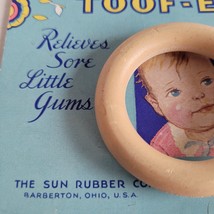 TOOF-E
Relieves
Sore
Little
Gums
THE SUN RUBBER CO
BARBERTON, OHIO, U.S.A.